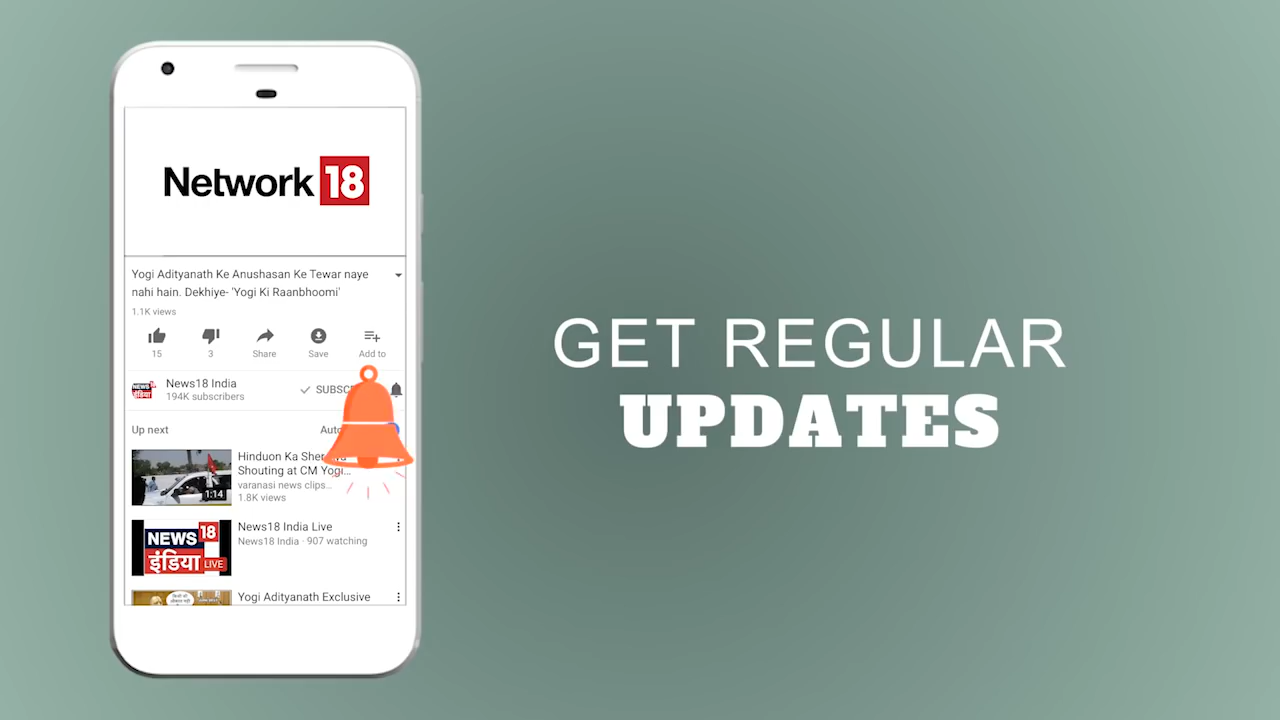 Network 18
Yogi Adityanath Ke Anushasan Ke Tewar naye
nahi hain. Dekhiye- 'Yogi Ki Raanbhoomi'
1.1K views
15
3
Share
Save
Add to
News18 India
194K subscribers
Up next
Hinduon Ka
Shouting at CM Yogi...
varanasi news clips...
1.8K views
1:14
News18 India Live
News18 India · 907 watching
NEWS 18
इंडिया LIVE
Yogi Adityanath Exclusive
GET REGULAR
UPDATES